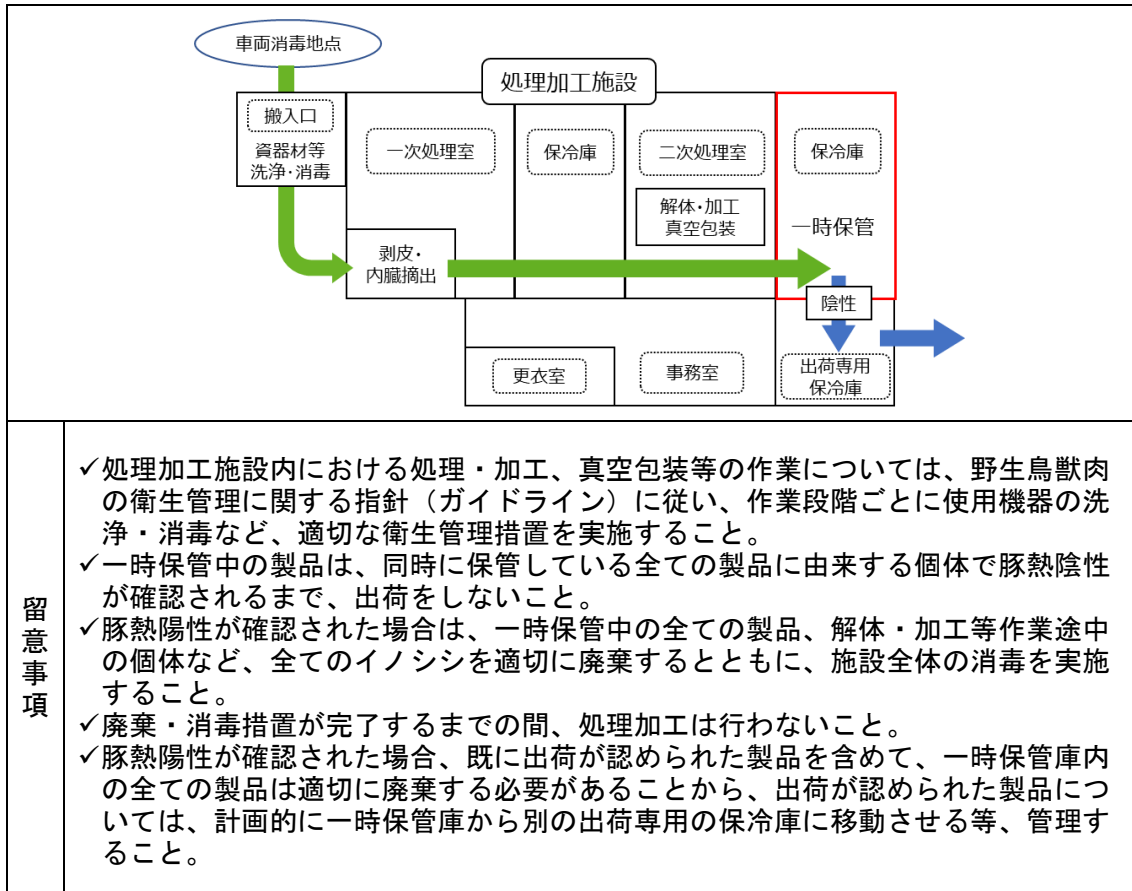 車両消毒地点
処理加工施設
搬入口
資器材等
洗浄・消毒
一次処理室
保冷庫
二次処理室
保冷庫
解体・加工
真空包装
一時保管
剥皮・
内臓摘出
陰性
更衣室
事務室
出荷専用
保冷庫
留意事項
✓処理加工施設内における処理・加工、真空包装等の作業については、野生鳥獣肉
の衛生管理に関する指針（ガイドライン）に従い、作業段階ごとに使用機器の洗
浄・消毒など、適切な衛生管理措置を実施すること。
✓一時保管中の製品は、同時に保管している全ての製品に由来する個体で豚熱陰性
が確認されるまで、出荷をしないこと。
✓豚熱陽性が確認された場合は、一時保管中の全ての製品、解体・加工等作業途中
の個体など、全てのイノシシを適切に廃棄するとともに、施設全体の消毒を実施
すること。
✓廃棄・消毒措置が完了するまでの間、処理加工は行わないこと。
✓豚熱陽性が確認された場合、既に出荷が認められた製品を含めて、一時保管庫内
の全ての製品は適切に廃棄する必要があることから、出荷が認められた製品につ
いては、計画的に一時保管庫から別の出荷専用の保冷庫に移動させる等、管理す
ること。